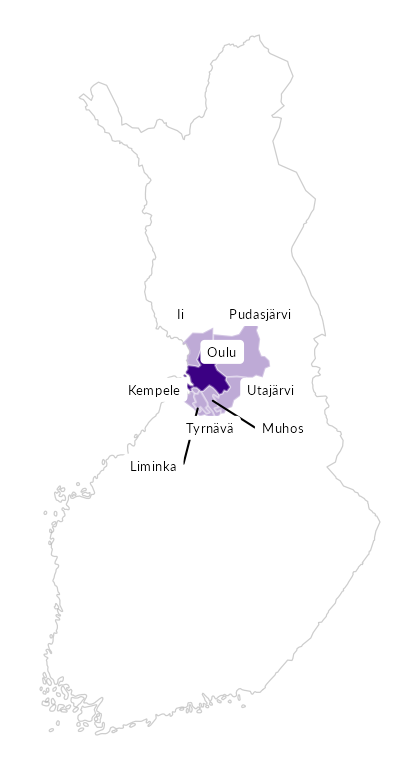 Ii
Pudasjärvi
Oulu
Kempele
Utajärvi
Tyrnävä
Muhos
Liminka